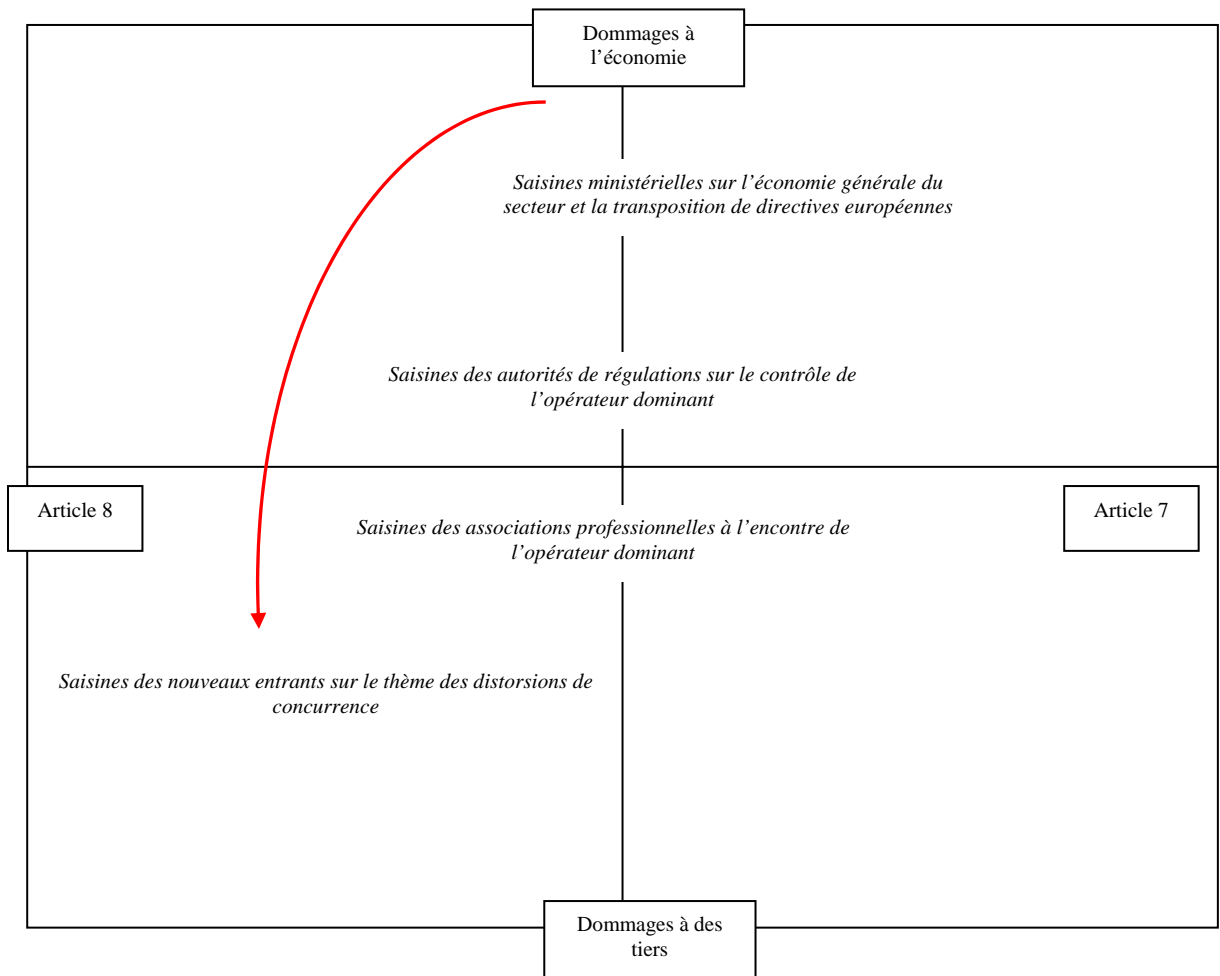 Dommages à
l’économie
Saisines ministérielles sur l’économie générale du
secteur et la transposition de directives européennes
Saisines des autorités de régulations sur le contrôle de
l’opérateur dominant
Article 8
Article 7
Saisines des associations professionnelles à l’encontre de
l’opérateur dominant
Saisines des nouveaux entrants sur le thème des distorsions de
concurrence
Dommages à des
tiers